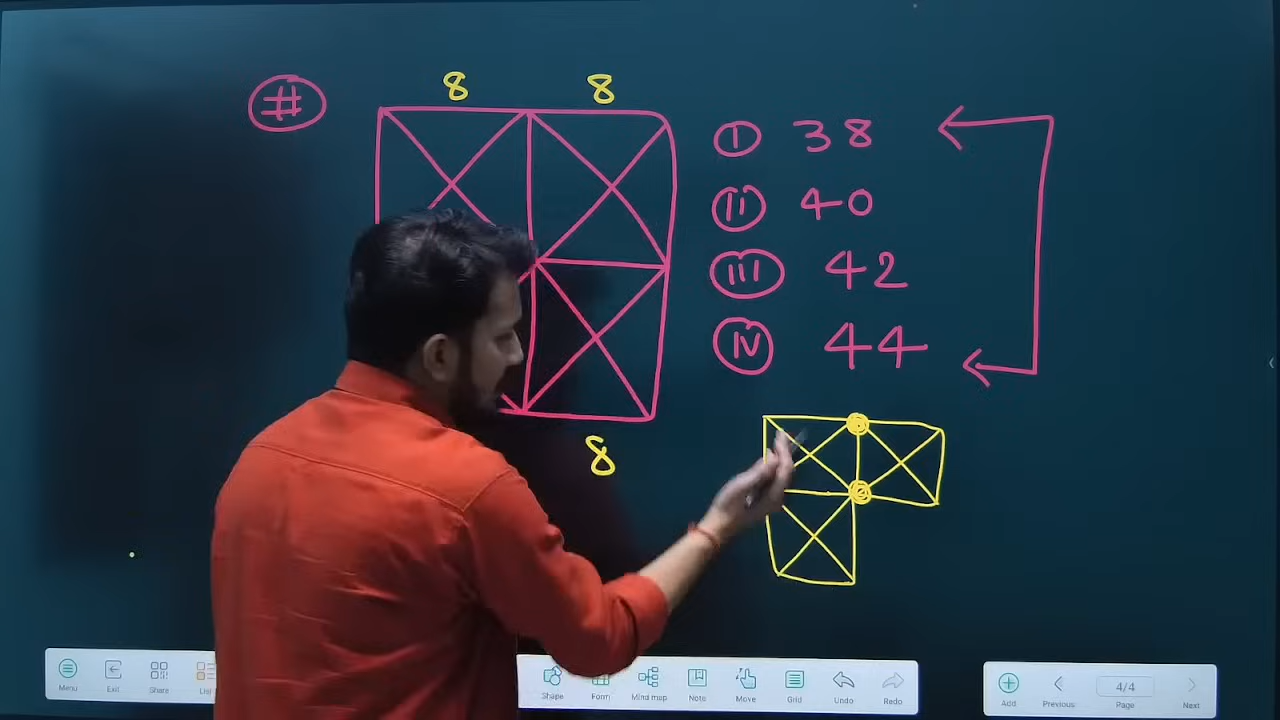 # 8 8
I 38
II 40
III 42
IV 44
8
Menu Exit Share List Shape Form Mind map Note Move Grid Undo Redo
4/4
Add Previous Page Next